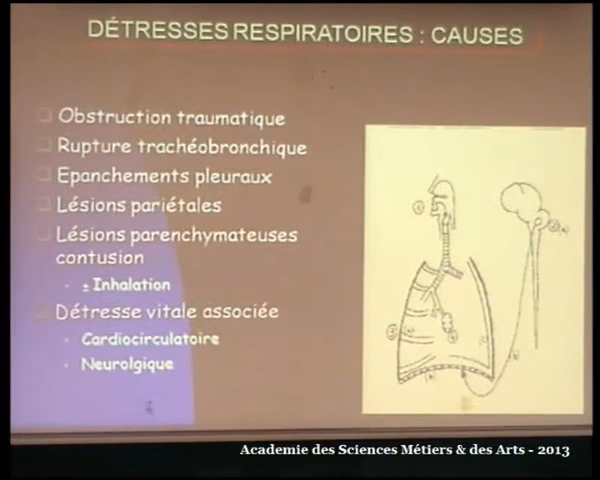 DÉTRESSES RESPIRATOIRES : CAUSES
Obstruction traumatique
Rupture trachéobronchique
Epanchements pleuraux
Lésions pariétales
Lésions parenchymateuses
contusion
± Inhalation
Détresse vitale associée
Cardiocirculatoire
Neurolgique
Academie des Sciences Métiers & des Arts - 2013